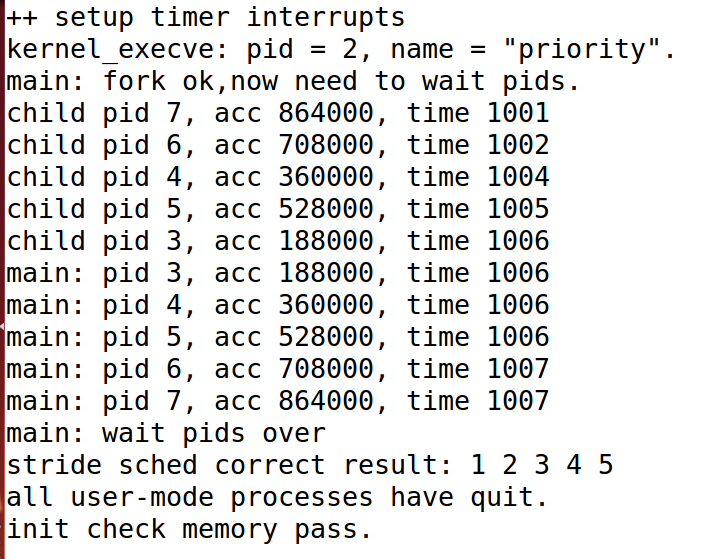 ++ setup timer interrupts
kernel_execve: pid = 2, name = "priority".
main: fork ok,now need to wait pids.
child pid 7, acc 864000, time 1001
child pid 6, acc 708000, time 1002
child pid 4, acc 360000, time 1004
child pid 5, acc 528000, time 1005
child pid 3, acc 188000, time 1006
main: pid 3, acc 188000, time 1006
main: pid 4, acc 360000, time 1006
main: pid 5, acc 528000, time 1006
main: pid 6, acc 708000, time 1007
main: pid 7, acc 864000, time 1007
main: wait pids over
stride sched correct result: 1 2 3 4 5
all user-mode processes have quit.
init check memory pass.